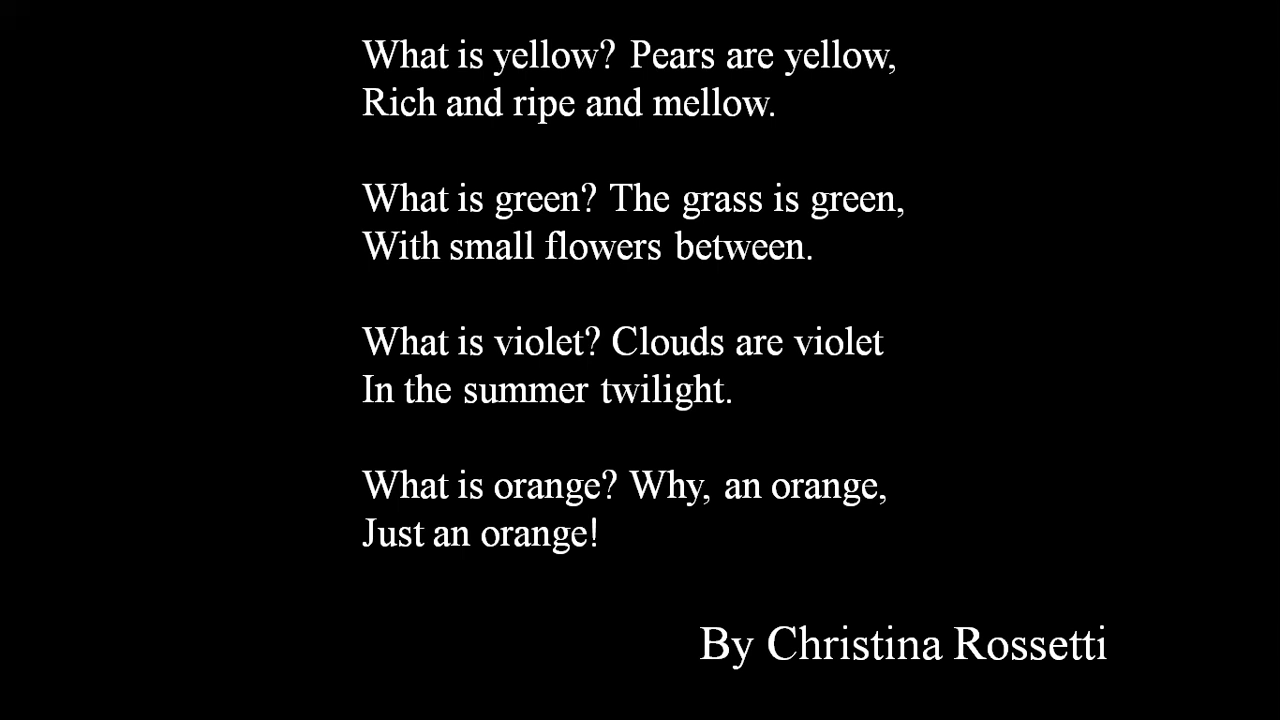 What is yellow? Pears are yellow,
Rich and ripe and mellow.
What is green? The grass is green,
With small flowers between.
What is violet? Clouds are violet
In the summer twilight.
What is orange? Why, an orange,
Just an orange!
By Christina Rossetti